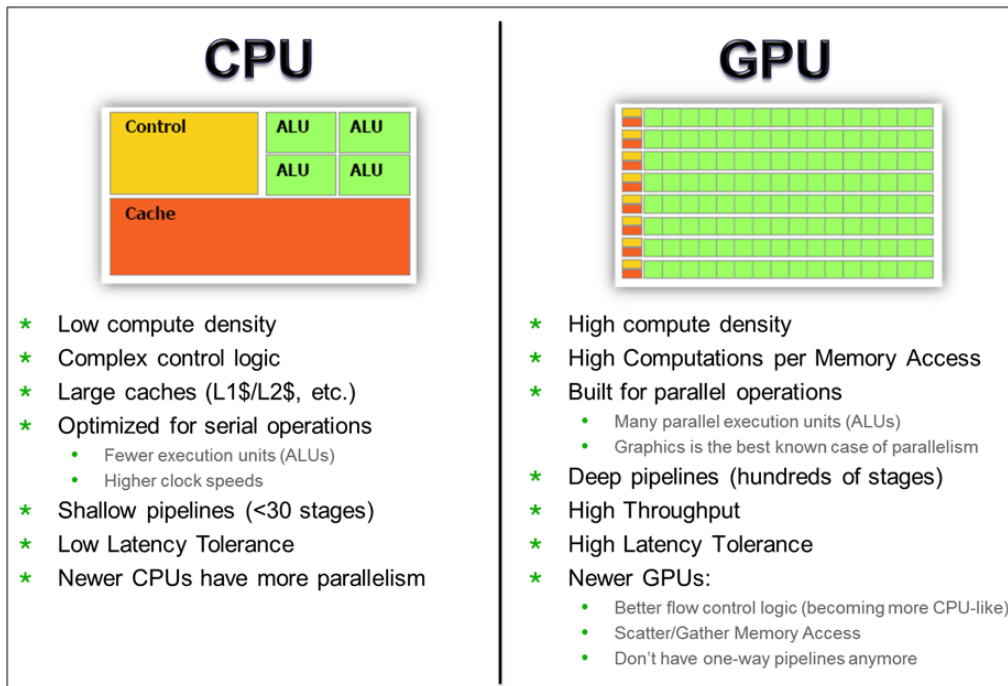 CPU
Control
ALU
ALU
ALU
ALU
Cache
* Low compute density
* Complex control logic
* Large caches (L1$/L2$, etc.)
* Optimized for serial operations
• Fewer execution units (ALUs)
• Higher clock speeds
* Shallow pipelines (<30 stages)
* Low Latency Tolerance
* Newer CPUs have more parallelism
GPU
* High compute density
* High Computations per Memory Access
* Built for parallel operations
• Many parallel execution units (ALUs)
• Graphics is the best known case of parallelism
* Deep pipelines (hundreds of stages)
* High Throughput
* High Latency Tolerance
* Newer GPUs:
• Better flow control logic (becoming more CPU-like)
• Scatter/Gather Memory Access
• Don't have one-way pipelines anymore